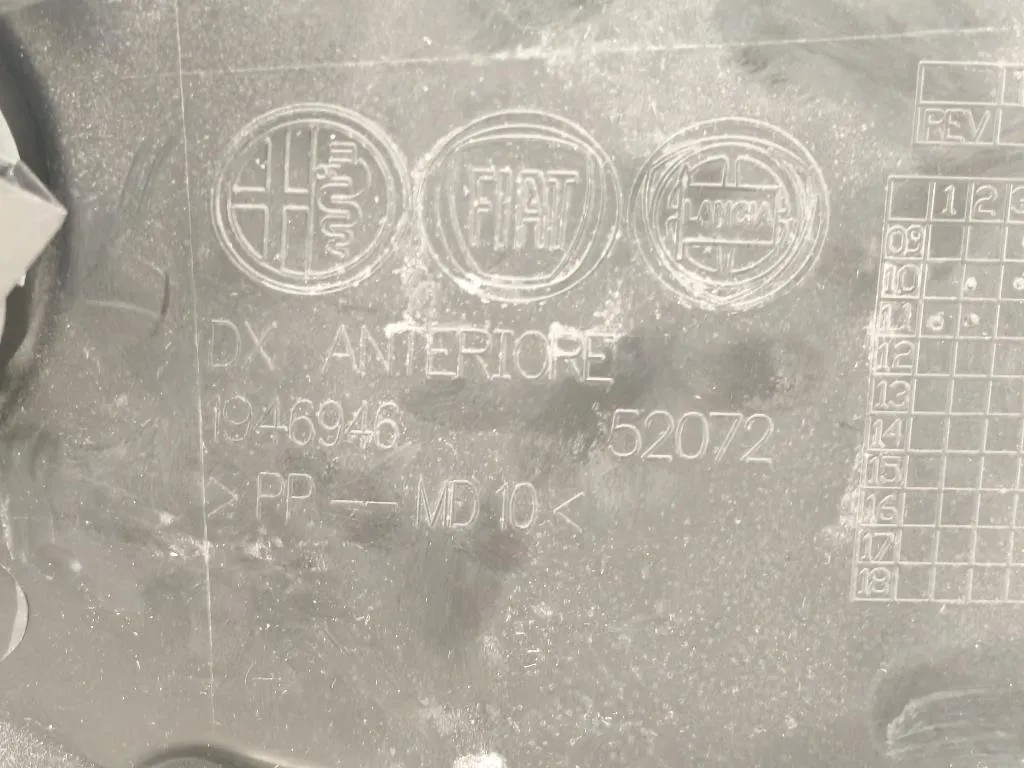 FIAT
LANCIA
DX ANTERIORE
1946946 52072
>PP — MD 10<
REV
1 2 3
09
10
11
12
13
14
15
16
17
18